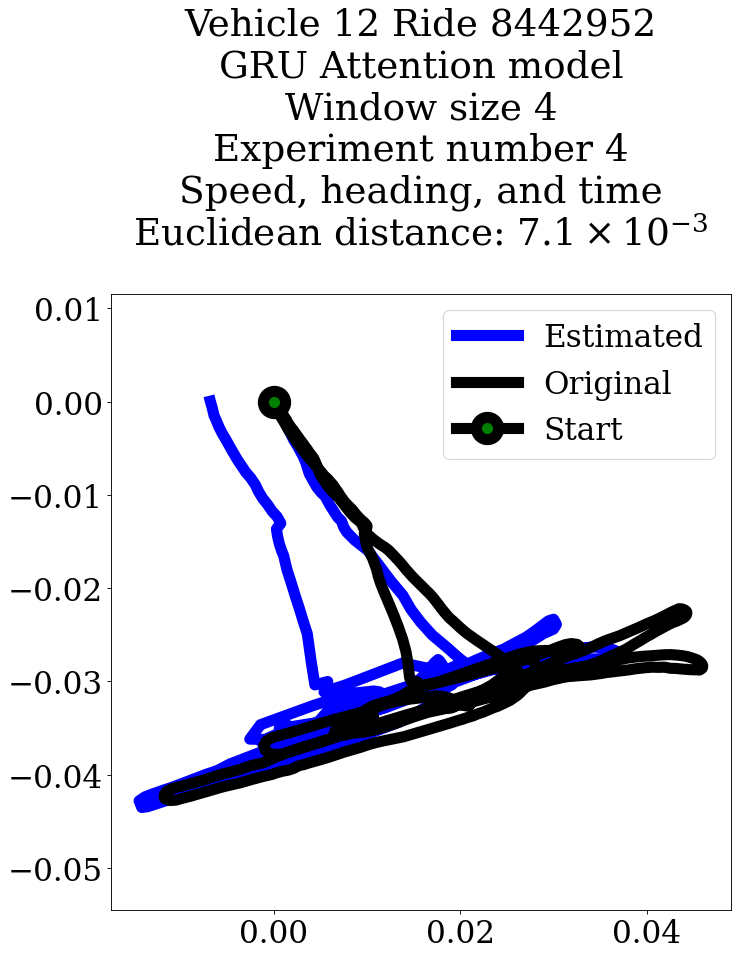 Vehicle 12 Ride 8442952
GRU Attention model
Window size 4
Experiment number 4
Speed, heading, and time
Euclidean distance: 7.1 × 10⁻³
Estimated
Original
Start
0.01
0.00
−0.01
−0.02
−0.03
−0.04
−0.05
0.00 0.02 0.04